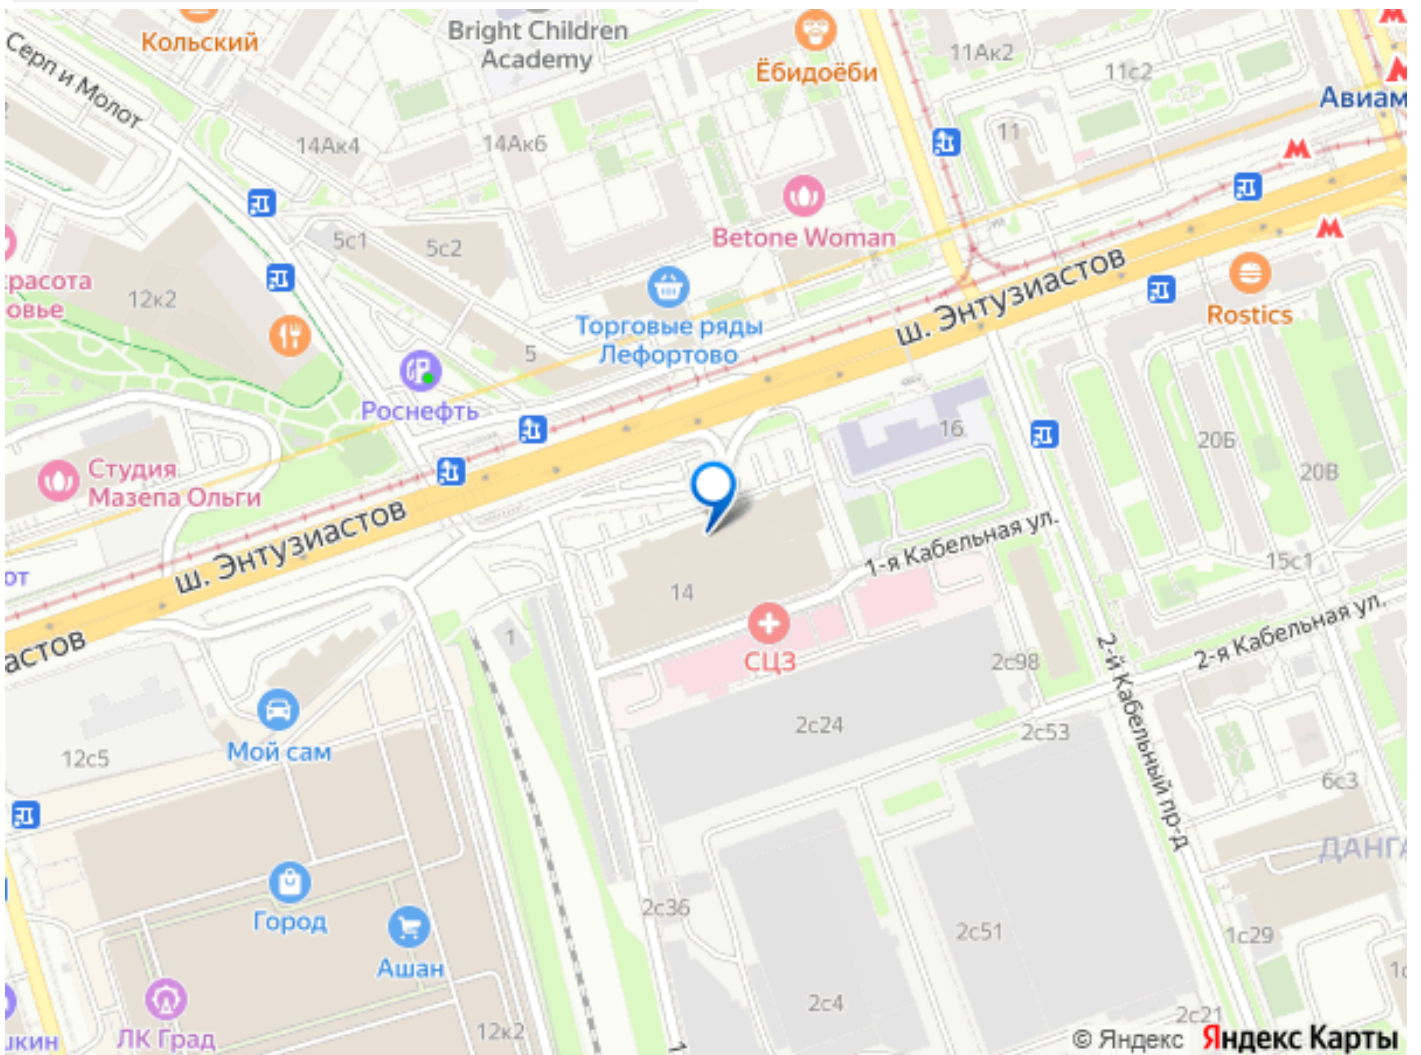 Кольский
Bright Children
Academy
Ёбидоёби
11Ак2
11с2
Авиам
Серп и Молот
14Ак4
14Ак6
11
5с1
5с2
Betone Woman
расота
овье
12к2
ш. Энтузиастов
Rostics
Торговые ряды
Лефортово
5
Роснефть
16
20Б
20В
Студия
Мазепа Ольги
ш. Энтузиастов
1-я Кабельная ул.
15с1
от
14
2-я Кабельная ул.
астов
1
СЦЗ
2с98
2-й Кабельный пр-д
2с24
2с53
Мой сам
12с5
6с3
ДАНГА
Город
2с36
2с51
1с29
Ашан
2с4
2с21
ЛК Град
12к2
шкин
© Яндекс Яндекс Карты